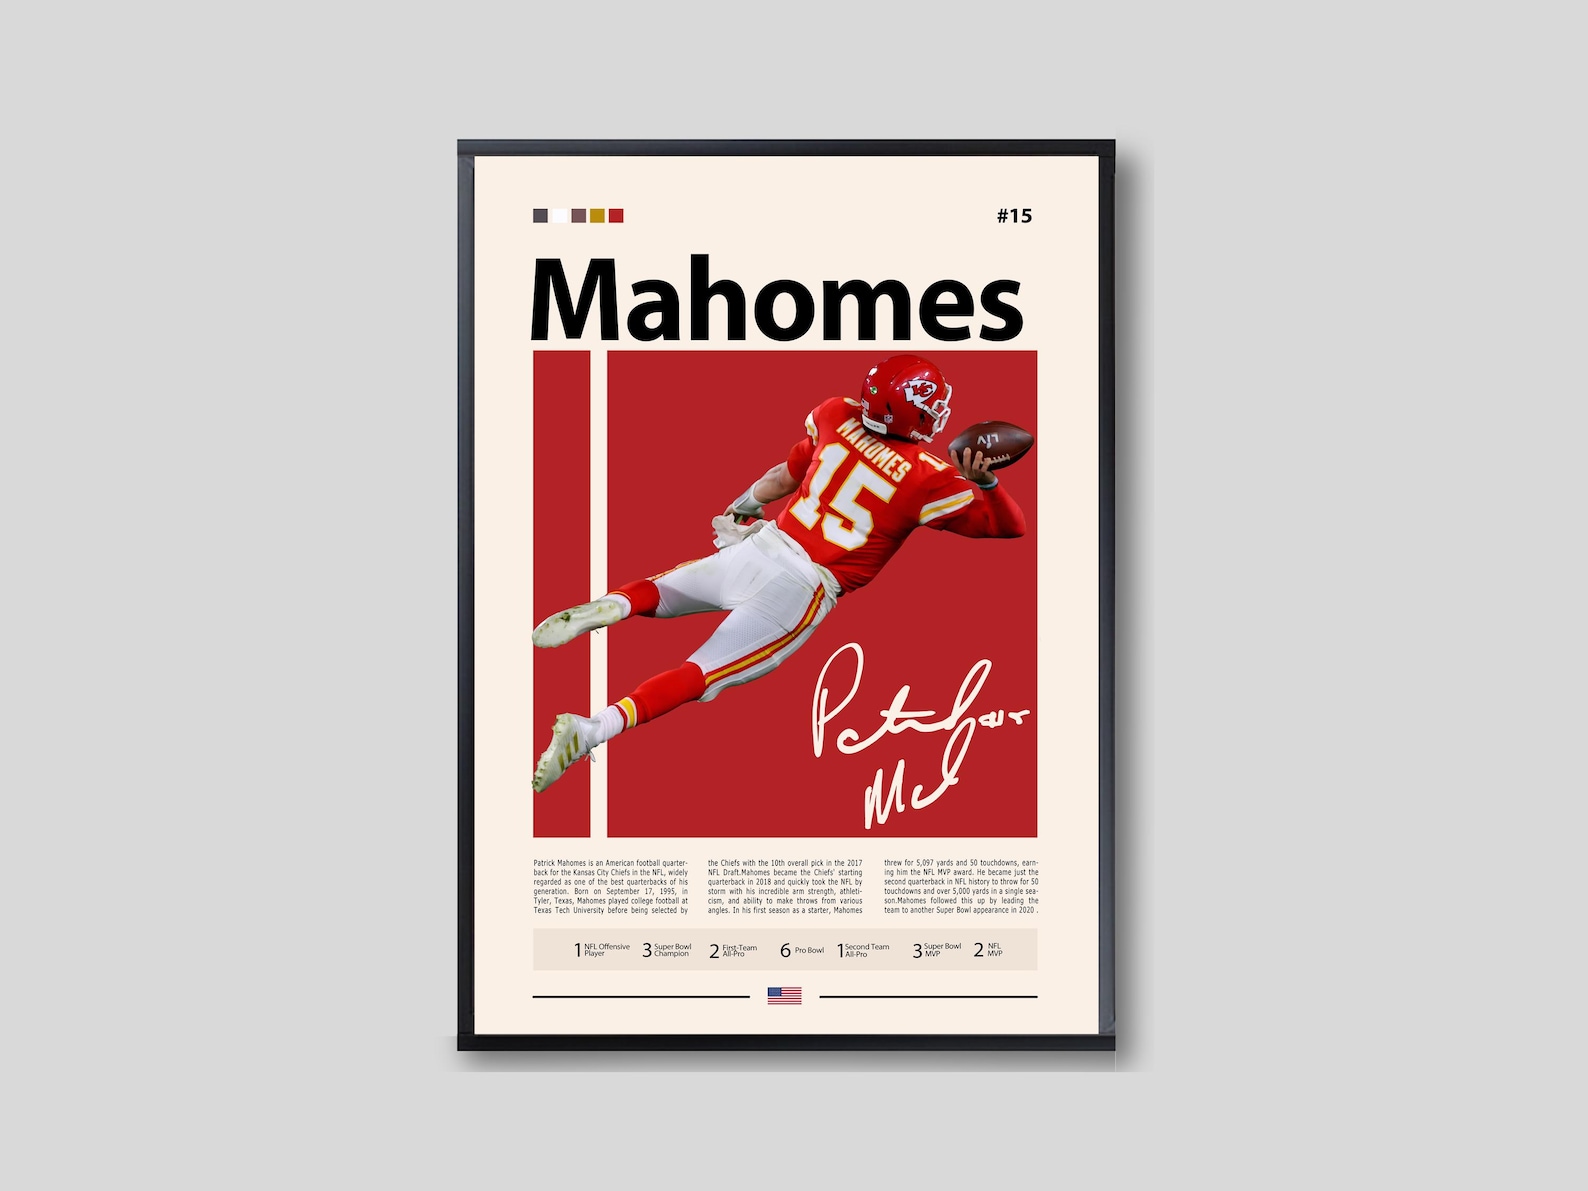 #15
Mahomes
MAHOMES
15
LIV
Patrick Mahomes is an American football quarter-
back for the Kansas City Chiefs in the NFL, widely
regarded as one of the best quarterbacks of his
generation. Born on September 17, 1995, in
Tyler, Texas, Mahomes played college football at
Texas Tech University before being selected by
the Chiefs with the 10th overall pick in the 2017
NFL Draft.Mahomes became the Chiefs' starting
quarterback in 2018 and quickly took the NFL by
storm with his incredible arm strength, athleti-
cism, and ability to make throws from various
angles. In his first season as a starter, Mahomes
threw for 5,097 yards and 50 touchdowns, earn-
ing him the NFL MVP award. He became just the
second quarterback in NFL history to throw for 50
touchdowns and over 5,000 yards in a single sea-
son.Mahomes followed this up by leading the
team to another Super Bowl appearance in 2020 .
1 NFL Offensive Player
3 Super Bowl Champion
2 First-Team All-Pro
6 Pro Bowl
1 Second Team All-Pro
3 Super Bowl MVP
2 NFL MVP